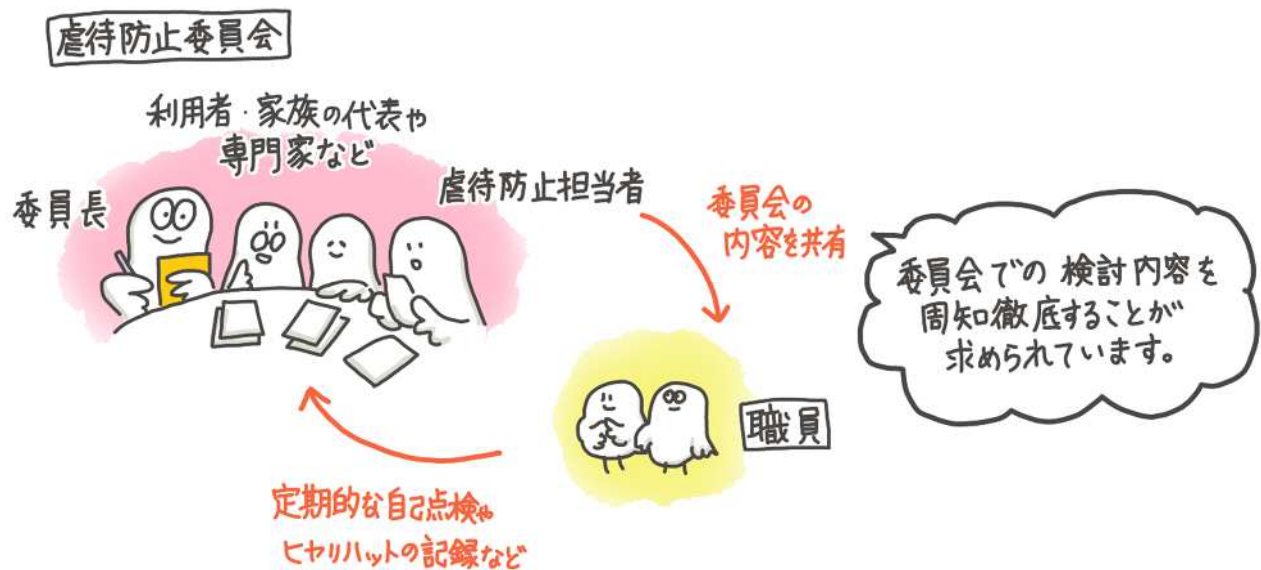 虐待防止委員会
利用者・家族の代表や
専門家など
委員長
虐待防止担当者
委員会の
内容を共有
委員会での検討内容を
周知徹底することが
求められています。
職員
定期的な自己点検や
ヒヤリハットの記録など